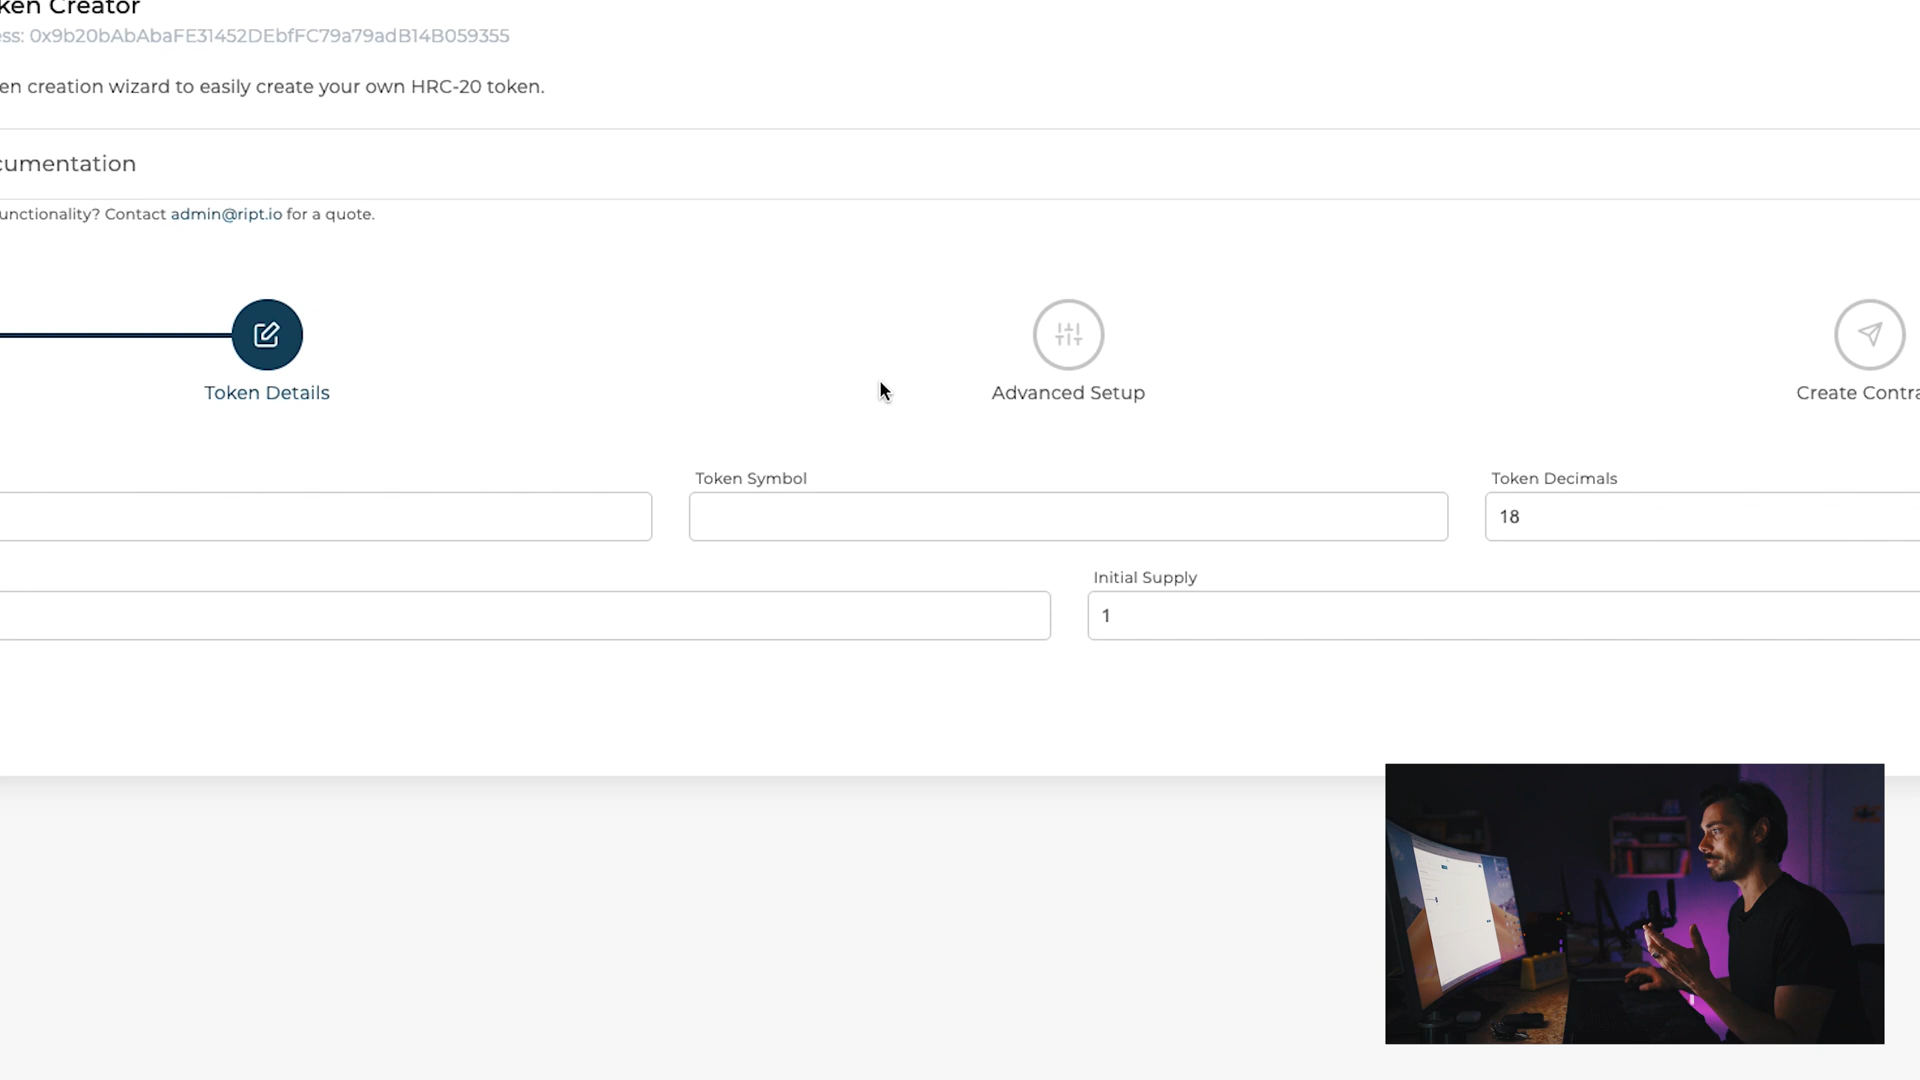 ken Creator
ess: 0x9b20bAbAbaFE31452DEbfFC79a79adB14B059355
en creation wizard to easily create your own HRC-20 token.
cumentation
unctionality? Contact admin@ript.io for a quote.
Token Details
Advanced Setup
Create Contra
Token Symbol
Token Decimals
18
Initial Supply
1